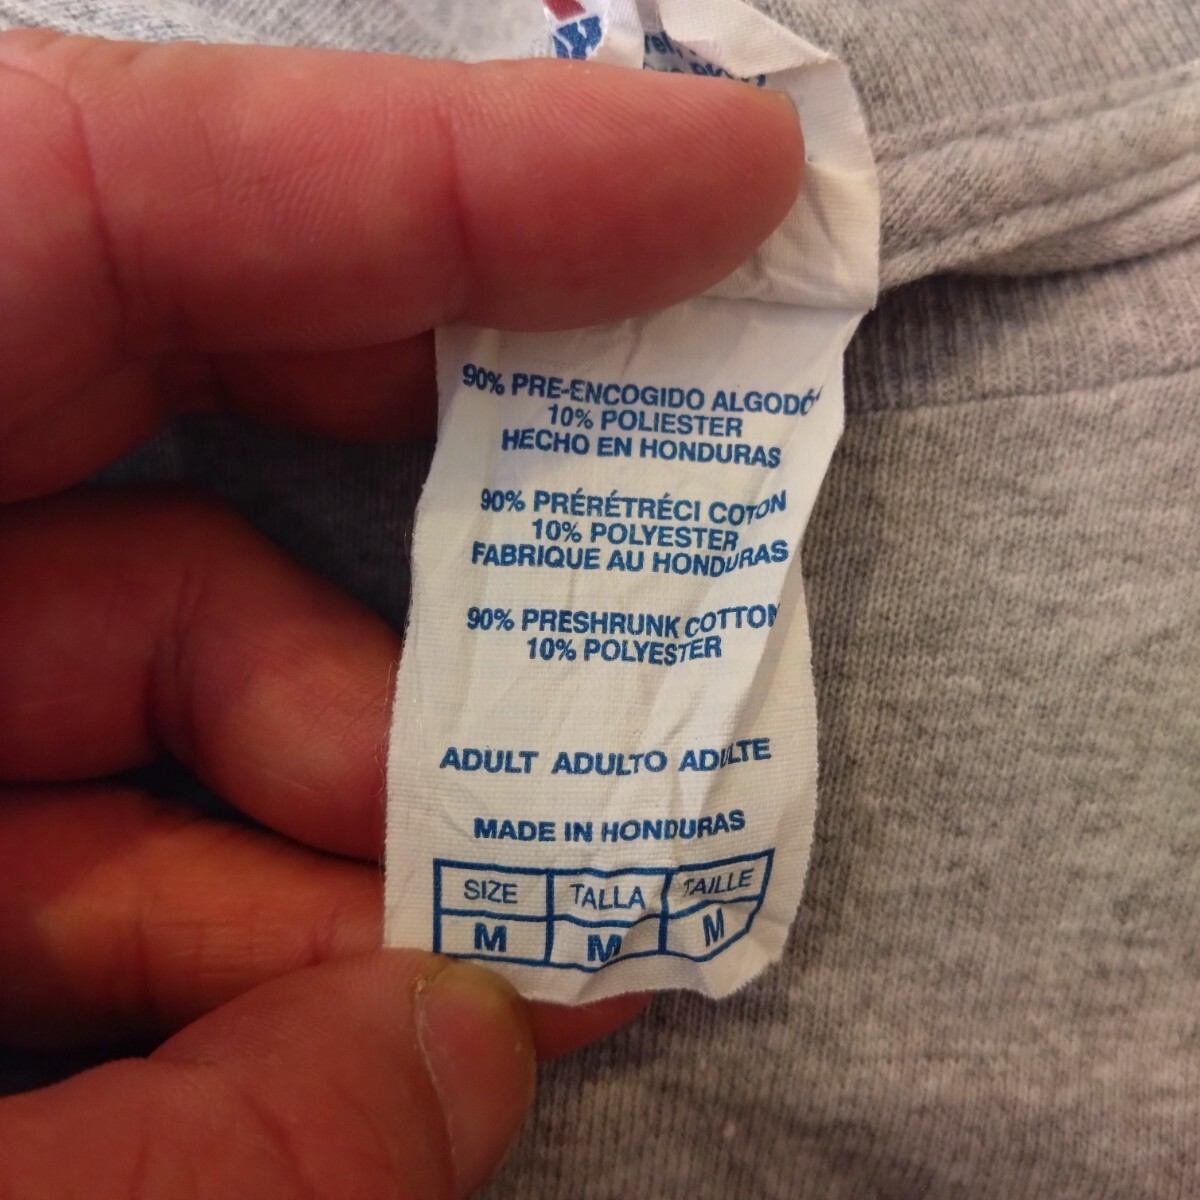 90% PRE-ENCOGIDO
10% POLIESTER
HECHO EN HONDURAS
90% PRÉRÉTRÉCI COTON
10% POLYESTER
FABRIQUE AU HONDURAS
90% PRESHRUNK COTTON
10% POLYESTER
ADULT ADULTO ADULTE
MADE IN HONDURAS
SIZE TALLA TAILLE
M M M